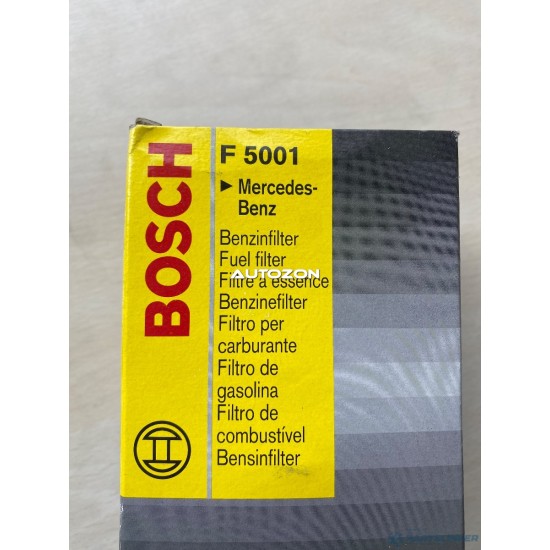 BOSCH
F 5001
► Mercedes-
Benz
Benzinfilter
Fuel filter
AUTOZON
Filtre à essence
Benzinefilter
Filtro per
carburante
Filtro de
gasolina
Filtro de
combustível
Bensinfilter